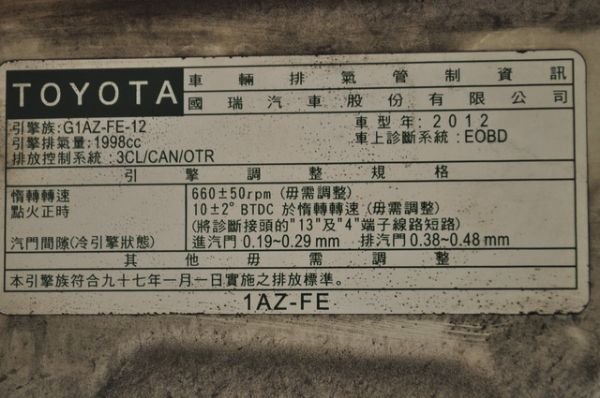 TOYOTA
車輛排氣管制資訊
國瑞汽車股份有限公司
引擎族:G1AZ-FE-12
車型年: 2012
引擎排氣量: 1998cc
車上診斷系統: EOBD
排放控制系統: 3CL/CAN/OTR
引擎調整規格
惰轉轉速 660±50rpm (毋需調整)
點火正時 10±2° BTDC 於惰轉轉速 (毋需調整)
(將診斷接頭的"13"及"4"端子線路短路)
汽門間隙(冷引擎狀態) 進汽門 0.19~0.29 mm 排汽門 0.38~0.48 mm
其他毋需調整
本引擎族符合九十七年一月一日實施之排放標準。
1AZ-FE